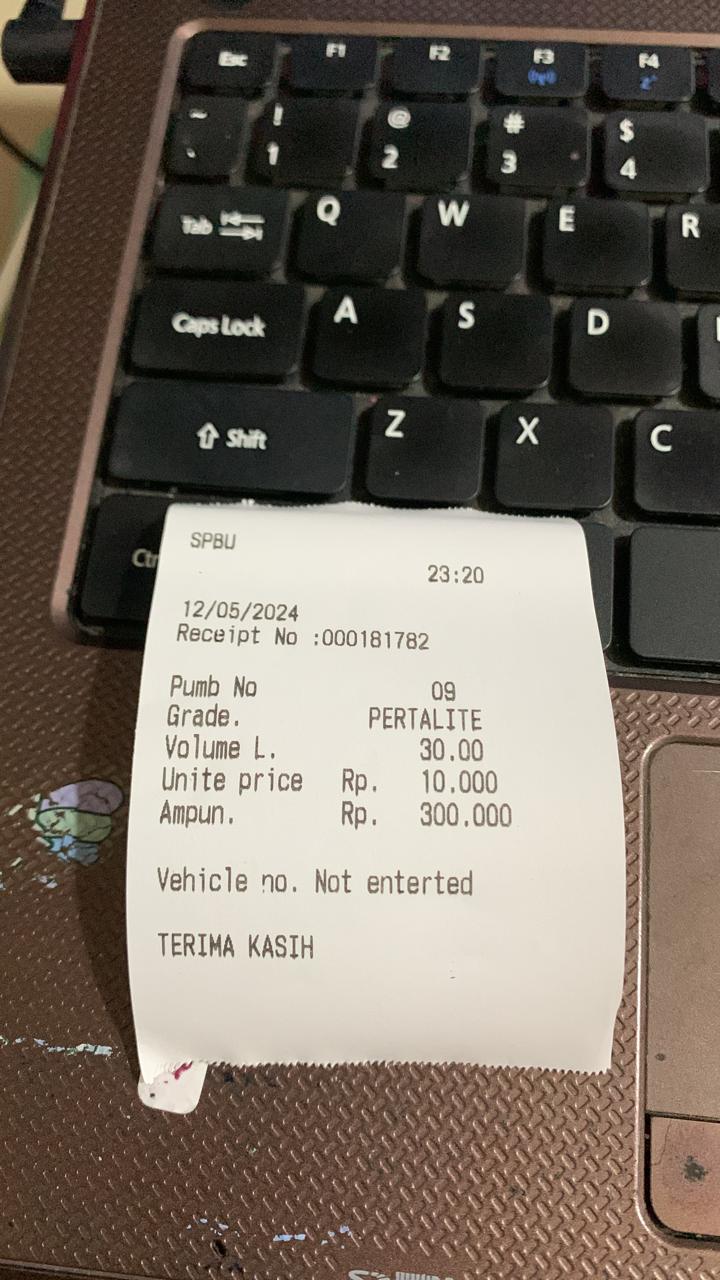 Esc F1 F2 F3 F4
~ ! @ # $
` 1 2 3 4
Tab Q W E R
Caps Lock A S D
Shift Z X C
Ctr
SPBU
23:20
12/05/2024
Receipt No :000181782
Pumb No 09
Grade. PERTALITE
Volume L. 30.00
Unite price Rp. 10.000
Ampun. Rp. 300.000
Vehicle no. Not enterted
TERIMA KASIH